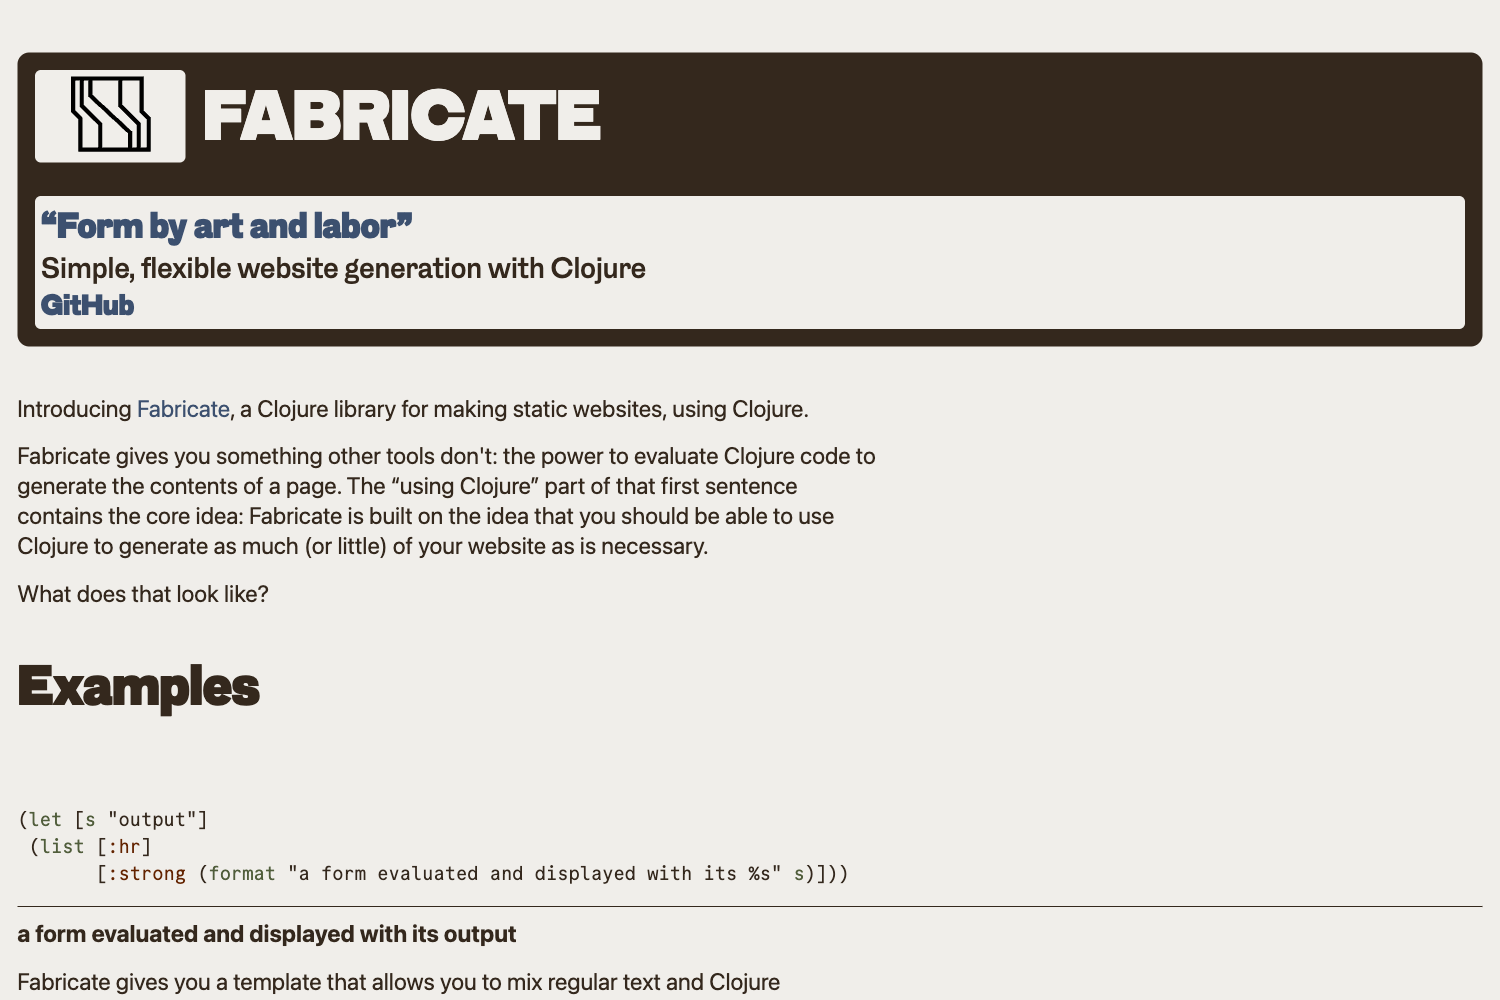 FABRICATE
“Form by art and labor”
Simple, flexible website generation with Clojure
GitHub
Introducing Fabricate, a Clojure library for making static websites, using Clojure.
Fabricate gives you something other tools don't: the power to evaluate Clojure code to
generate the contents of a page. The “using Clojure” part of that first sentence
contains the core idea: Fabricate is built on the idea that you should be able to use
Clojure to generate as much (or little) of your website as is necessary.
What does that look like?
Examples
(let [s "output"]
 (list [:hr]
       [:strong (format "a form evaluated and displayed with its %s" s)]))
a form evaluated and displayed with its output
Fabricate gives you a template that allows you to mix regular text and Clojure